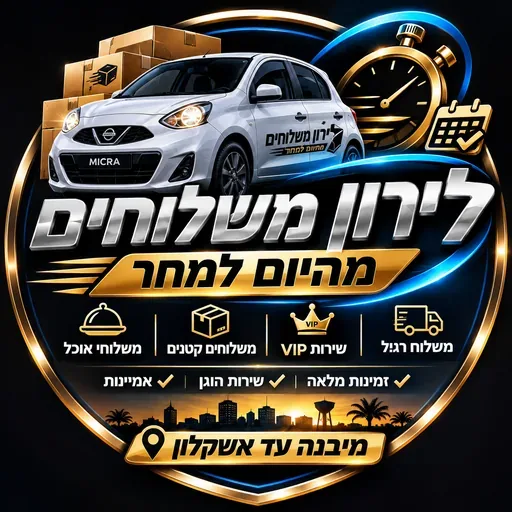 MICRA
לירון משלוחים
מהיום למחר
לירון משלוחים
מהיום למחר
משלוחי אוכל
משלוחים קטנים
שירות VIP
VIP
משלוח רגיל
זמינות מלאה
שירות הוגן
אמיינות
מיבנה עד אשקלון